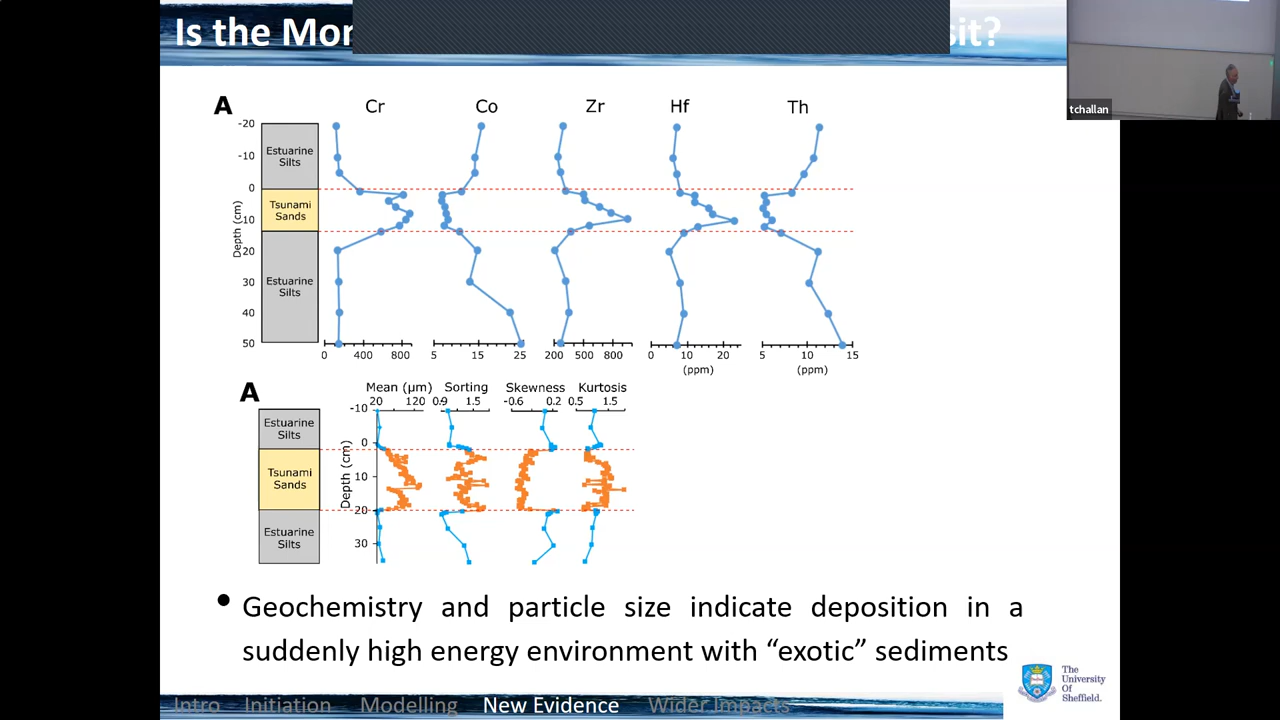 Is the Mor sit?
tchallan
A Cr Co Zr Hf Th
-20
-10
0
-10
20
30
40
50
Depth (cm)
Estuarine
Silts
Tsunami
Sands
Estuarine
Silts
0 400 800 5 15 25 200 500 800 0 10 20 5 10 15
(ppm) (ppm)
A
Mean (μm) Sorting Skewness Kurtosis
20 120 0.9 1.5 -0.6 0.2 0.5 1.5
-10
0
10
20
30
Depth (cm)
Estuarine
Silts
Tsunami
Sands
Estuarine
Silts
• Geochemistry and particle size indicate deposition in a
suddenly high energy environment with “exotic” sediments
The
University
Of
Sheffield.
Intro Initiation Modelling New Evidence Wider Impacts